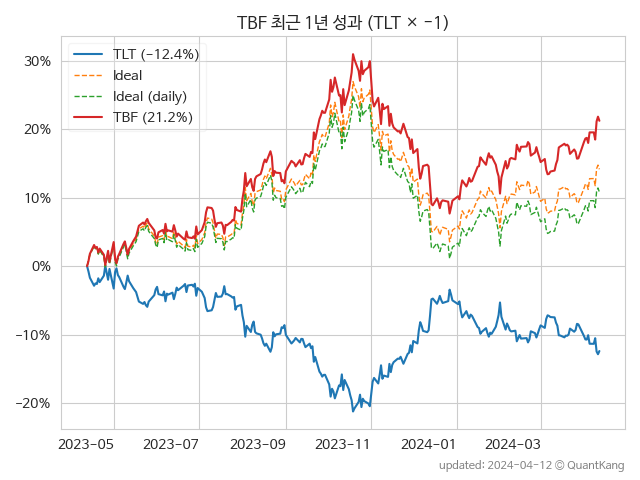 TBF 최근 1년 성과 (TLT × −1)
TLT (−12.4%)
Ideal
Ideal (daily)
TBF (21.2%)
30%
20%
10%
0%
−10%
−20%
2023-05
2023-07
2023-09
2023-11
2024-01
2024-03
updated: 2024-04-12 © QuantKang